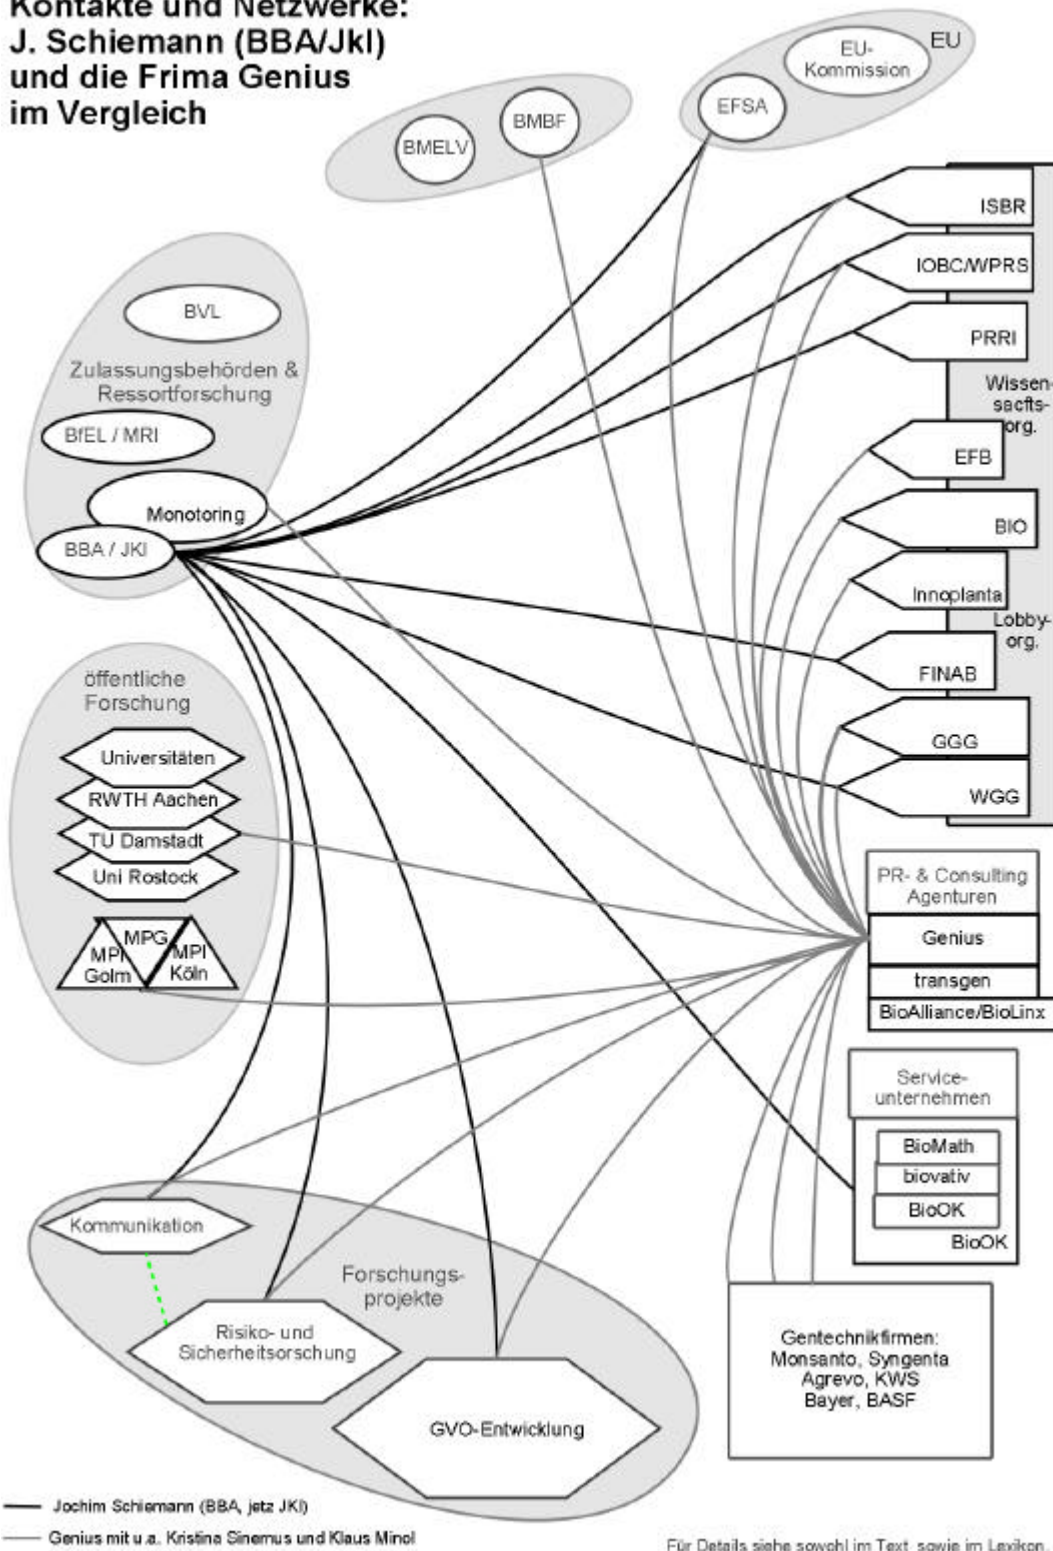 Kontakte und Netzwerke:
J. Schiemann (BBA/JkI)
und die Frima Genius
im Vergleich
EU
EU-
Kommission
EFSA
BMBF
BMELV
ISBR
IOBC/WPRS
PRRI
Wissen-
sacfts-
org.
EFB
BIO
Innoplanta
Lobby-
org.
FINAB
GGG
WGG
BVL
Zulassungsbehörden &
Ressortforschung
BfEL / MRI
Monotoring
BBA / JKI
öffentliche
Forschung
Universitäten
RWTH Aachen
TU Damstadt
Uni Rostock
MPI
Golm
MPG
MPI
Köln
PR- & Consulting
Agenturen
Genius
transgen
BioAlliance/BioLinx
Service-
unternehmen
BioMath
biovativ
BioOK
BioOK
Kommunikation
Forschungs-
projekte
Risiko- und
Sicherheitsorschung
GVO-Entwicklung
Gentechnikfirmen:
Monsanto, Syngenta
Agrevo, KWS
Bayer, BASF
Jochim Schiemann (BBA, jetz JKI)
Genius mit u.a. Kristina Sinemus und Klaus Minol
Für Details siehe sowohl im Text, sowie im Lexikon.